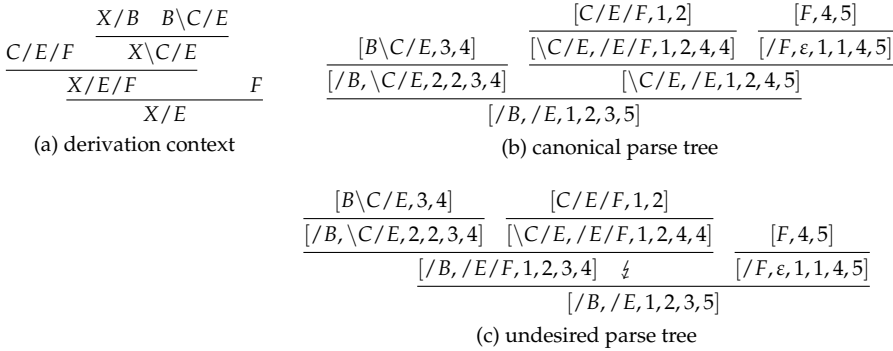 X/B B\C/E
C/E/F X\C/E
X/E/F F
X/E
(a) derivation context
[C/E/F,1,2] [F,4,5]
[B\C/E,3,4] [\C/E,/E/F,1,2,4,4] [/F,ε,1,1,4,5]
[/B,\C/E,2,2,3,4] [\C/E,/E,1,2,4,5]
[/B,/E,1,2,3,5]
(b) canonical parse tree
[B\C/E,3,4] [C/E/F,1,2]
[/B,\C/E,2,2,3,4] [\C/E,/E/F,1,2,4,4] [F,4,5]
[/B,/E/F,1,2,3,4] ↯ [/F,ε,1,1,4,5]
[/B,/E,1,2,3,5]
(c) undesired parse tree